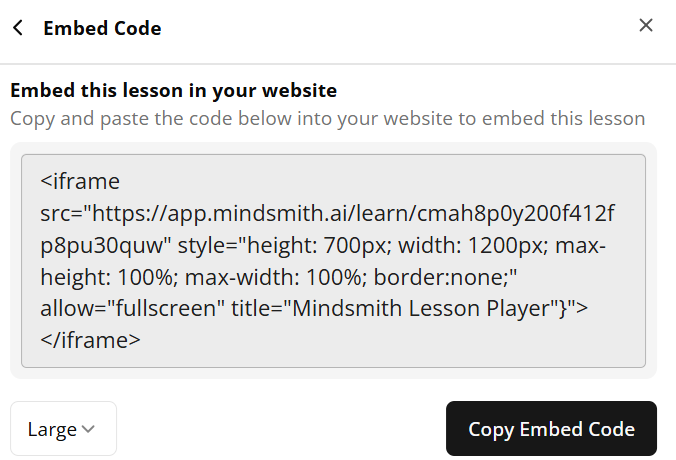 Embed Code
Embed this lesson in your website
Copy and paste the code below into your website to embed this lesson
<iframe
src="https://app.mindsmith.ai/learn/cmah8p0y200f412f
p8pu30quw" style="height: 700px; width: 1200px; max-
height: 100%; max-width: 100%; border:none;"
allow="fullscreen" title="Mindsmith Lesson Player"}">
</iframe>
Large
Copy Embed Code